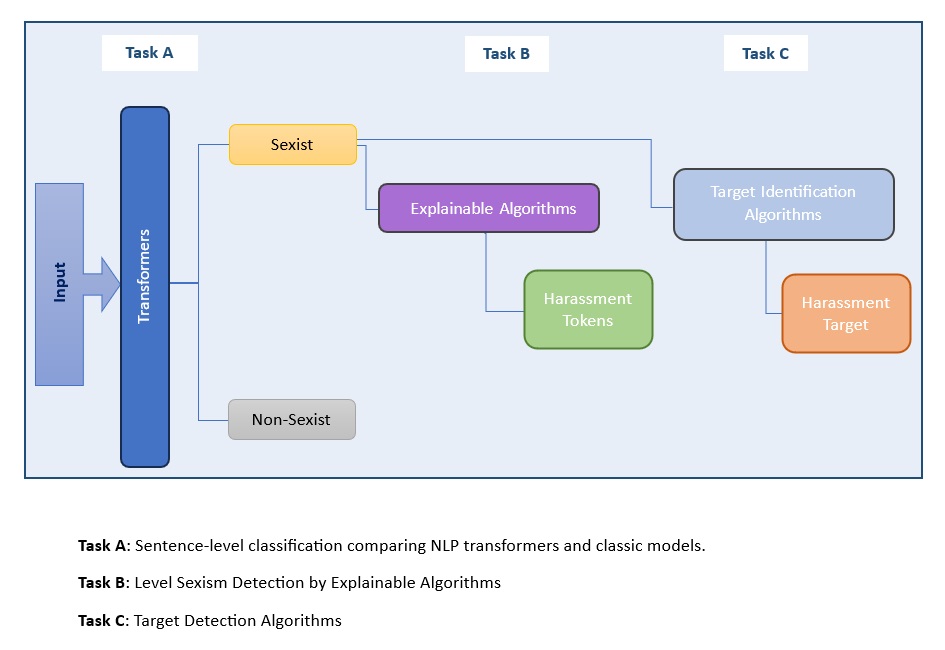 Task A
Task B
Task C
Input
Transformers
Sexist
Explainable Algorithms
Harassment
Tokens
Target Identification
Algorithms
Harassment
Target
Non-Sexist
Task A: Sentence-level classification comparing NLP transformers and classic models.
Task B: Level Sexism Detection by Explainable Algorithms
Task C: Target Detection Algorithms